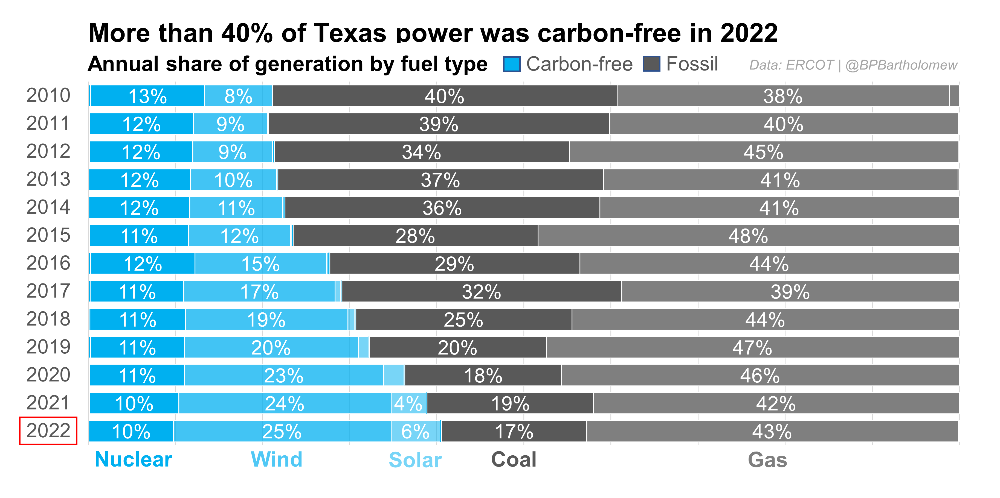 More than 40% of Texas power was carbon-free in 2022
Annual share of generation by fuel type Carbon-free Fossil Data: ERCOT | @BPBartholomew
2010 13% 8% 40% 38%
2011 12% 9% 39% 40%
2012 12% 9% 34% 45%
2013 12% 10% 37% 41%
2014 12% 11% 36% 41%
2015 11% 12% 28% 48%
2016 12% 15% 29% 44%
2017 11% 17% 32% 39%
2018 11% 19% 25% 44%
2019 11% 20% 20% 47%
2020 11% 23% 18% 46%
2021 10% 24% 4% 19% 42%
2022 10% 25% 6% 17% 43%
Nuclear Wind Solar Coal Gas